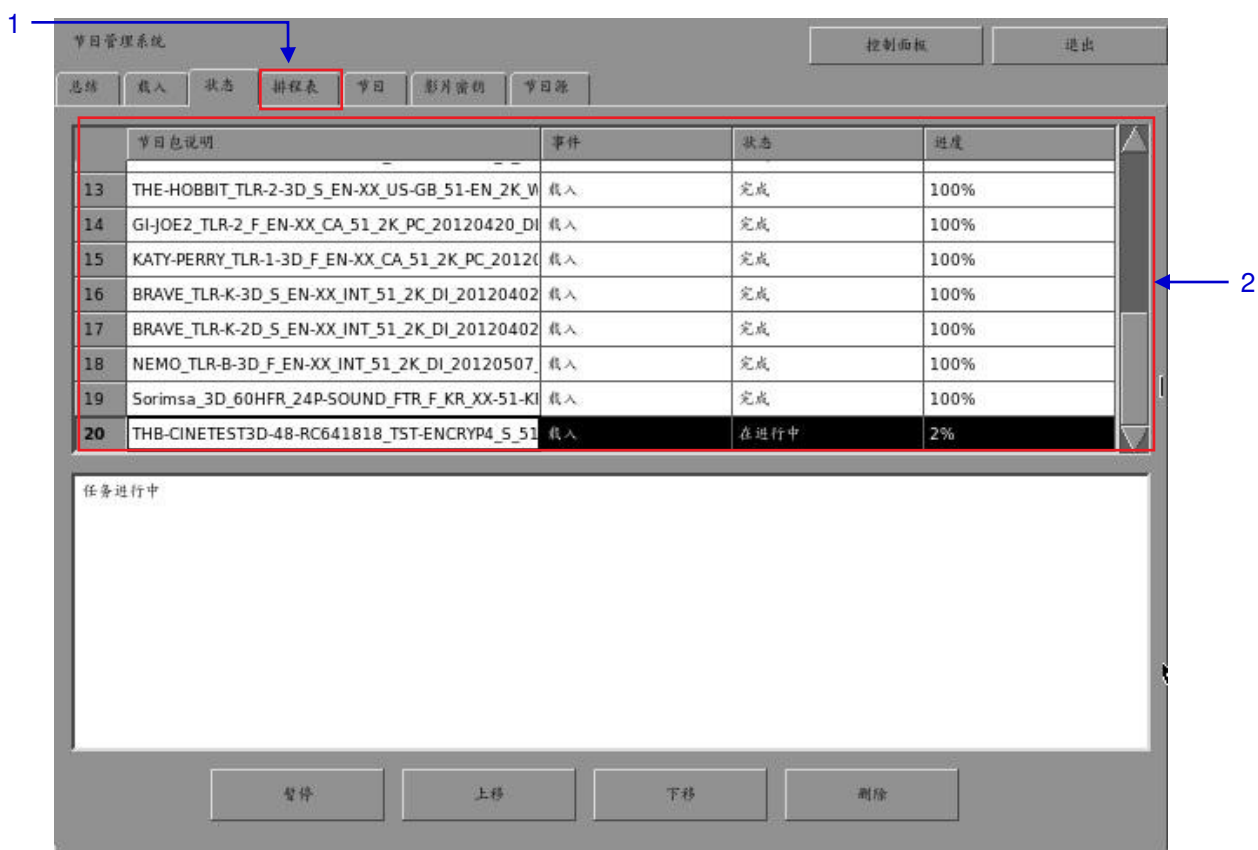 1
节目管理系统 控制面板 退出
总结 载入 状态 排程表 节目 影片密钥 节目源
节目包说明 事件 状态 进度
13 THE-HOBBIT_TLR-2-3D_S_EN-XX_US-GB_51-EN_2K_W 载入 完成 100%
14 GI-JOE2_TLR-2_F_EN-XX_CA_51_2K_PC_20120420_DI 载入 完成 100%
15 KATY-PERRY_TLR-1-3D_F_EN-XX_CA_51_2K_PC_2012( 载入 完成 100%
16 BRAVE_TLR-K-3D_S_EN-XX_INT_51_2K_DI_20120402 载入 完成 100%
17 BRAVE_TLR-K-2D_S_EN-XX_INT_51_2K_DI_20120402 载入 完成 100%
18 NEMO_TLR-B-3D_F_EN-XX_INT_51_2K_DI_20120507_ 载入 完成 100%
19 Sorimsa_3D_60HFR_24P-SOUND_FTR_F_KR_XX-51-KI 载入 完成 100%
20 THB-CINETEST3D-48-RC641818_TST-ENCRYP4_S_51 载入 在进行中 2%
2
任务进行中
暂停 上移 下移 删除